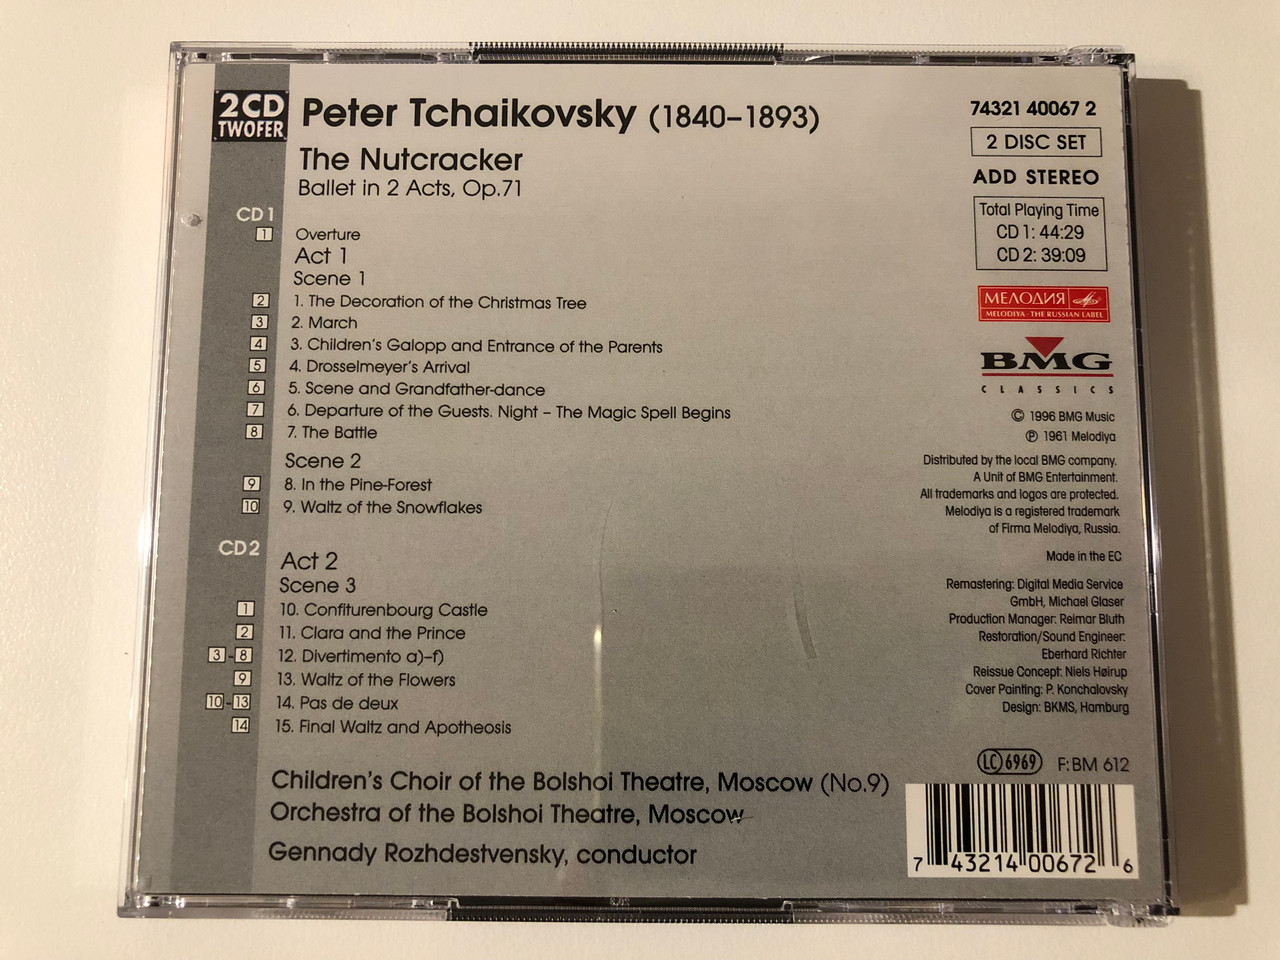 2CD
TWOFER
Peter Tchaikovsky (1840–1893)
The Nutcracker
Ballet in 2 Acts, Op.71
CD 1
1 Overture
Act 1
Scene 1
2 1. The Decoration of the Christmas Tree
3 2. March
4 3. Children's Galopp and Entrance of the Parents
5 4. Drosselmeyer's Arrival
6 5. Scene and Grandfather-dance
7 6. Departure of the Guests. Night – The Magic Spell Begins
8 7. The Battle
Scene 2
9 8. In the Pine-Forest
10 9. Waltz of the Snowflakes
CD 2
Act 2
Scene 3
1 10. Confiturenbourg Castle
2 11. Clara and the Prince
3-8 12. Divertimento a)–f)
9 13. Waltz of the Flowers
10-13 14. Pas de deux
14 15. Final Waltz and Apotheosis
Children's Choir of the Bolshoi Theatre, Moscow (No.9)
Orchestra of the Bolshoi Theatre, Moscow
Gennady Rozhdestvensky, conductor
74321 40067 2
2 DISC SET
ADD STEREO
Total Playing Time
CD 1: 44:29
CD 2: 39:09
МЕЛОДИЯ
MELODIYA - THE RUSSIAN LABEL
BMG
CLASSICS
© 1996 BMG Music
℗ 1961 Melodiya
Distributed by the local BMG company.
A Unit of BMG Entertainment.
All trademarks and logos are protected.
Melodiya is a registered trademark
of Firma Melodiya, Russia.
Made in the EC
Remastering: Digital Media Service
GmbH, Michael Glaser
Production Manager: Reimar Bluth
Restoration/Sound Engineer:
Eberhard Richter
Reissue Concept: Niels Høirup
Cover Painting: P. Konchalovsky
Design: BKMS, Hamburg
LC 6969 F: BM 612
7 43214 00672 6